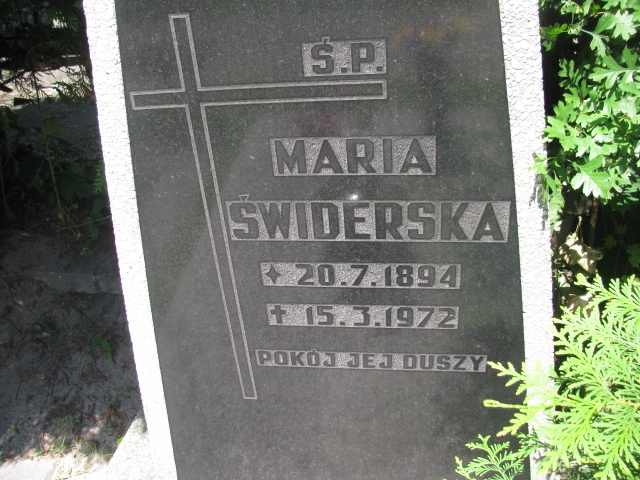 Ś.P.
MARIA
ŚWIDERSKA
✦ 20.7.1894
✝ 15.3.1972
POKÓJ JEJ DUSZY